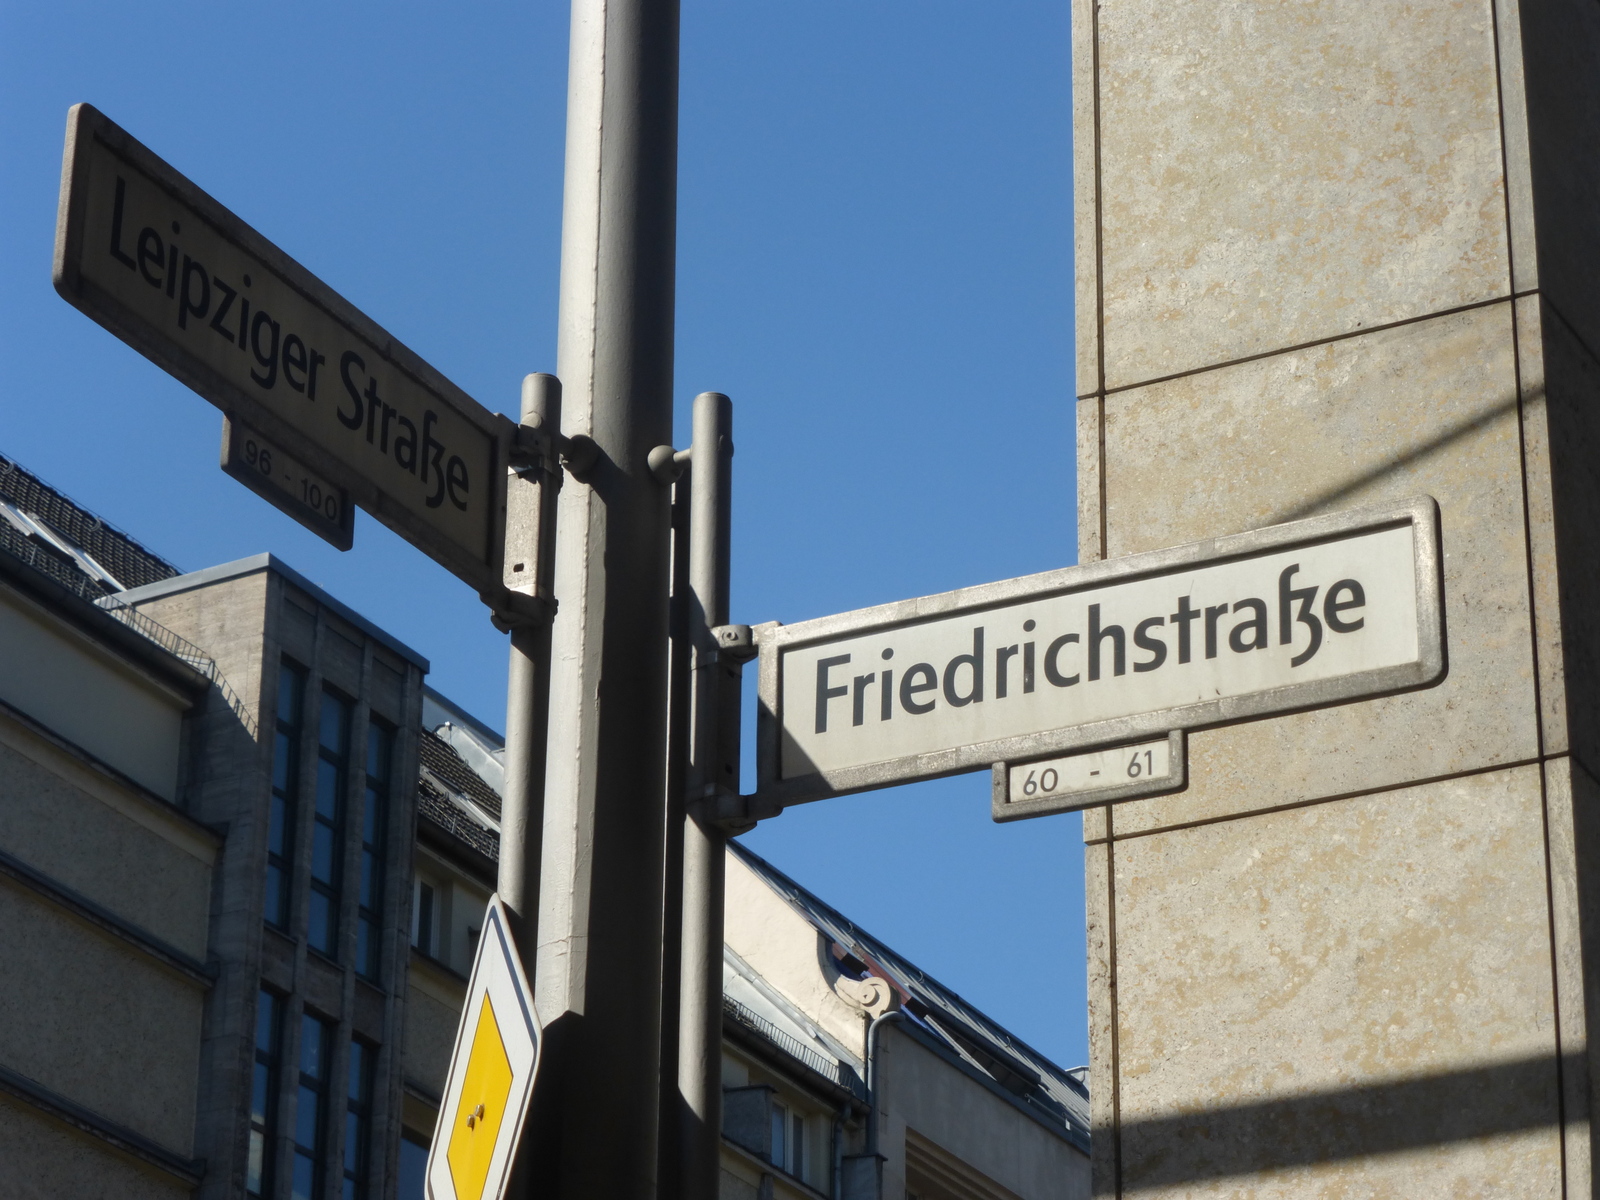 Leipziger Straße
96 - 100
Friedrichstraße
60 - 61